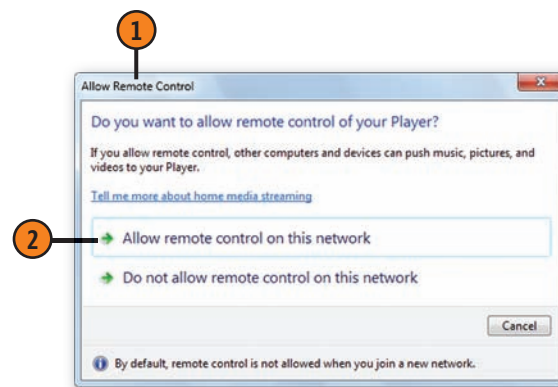 1
Allow Remote Control
Do you want to allow remote control of your Player?
If you allow remote control, other computers and devices can push music, pictures, and
videos to your Player.
Tell me more about home media streaming
2
Allow remote control on this network
Do not allow remote control on this network
Cancel
By default, remote control is not allowed when you join a new network.